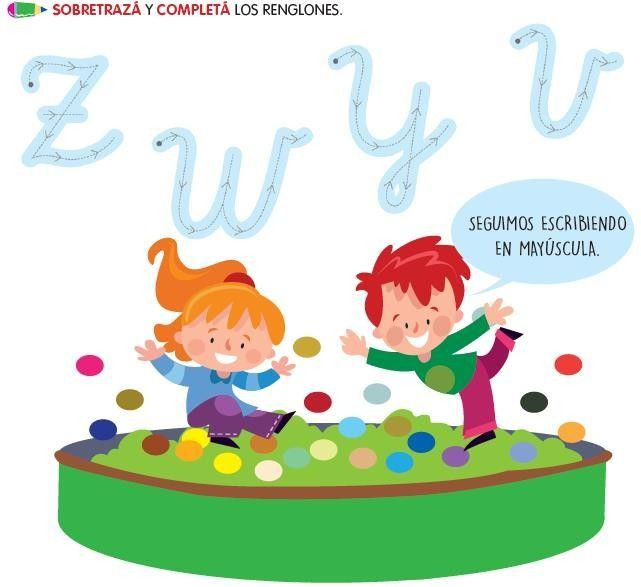 SOBRETRAZÁ Y COMPLETÁ LOS RENGLONES.
Z W Y V
SEGUIMOS ESCRIBIENDO
EN MAYÚSCULA.